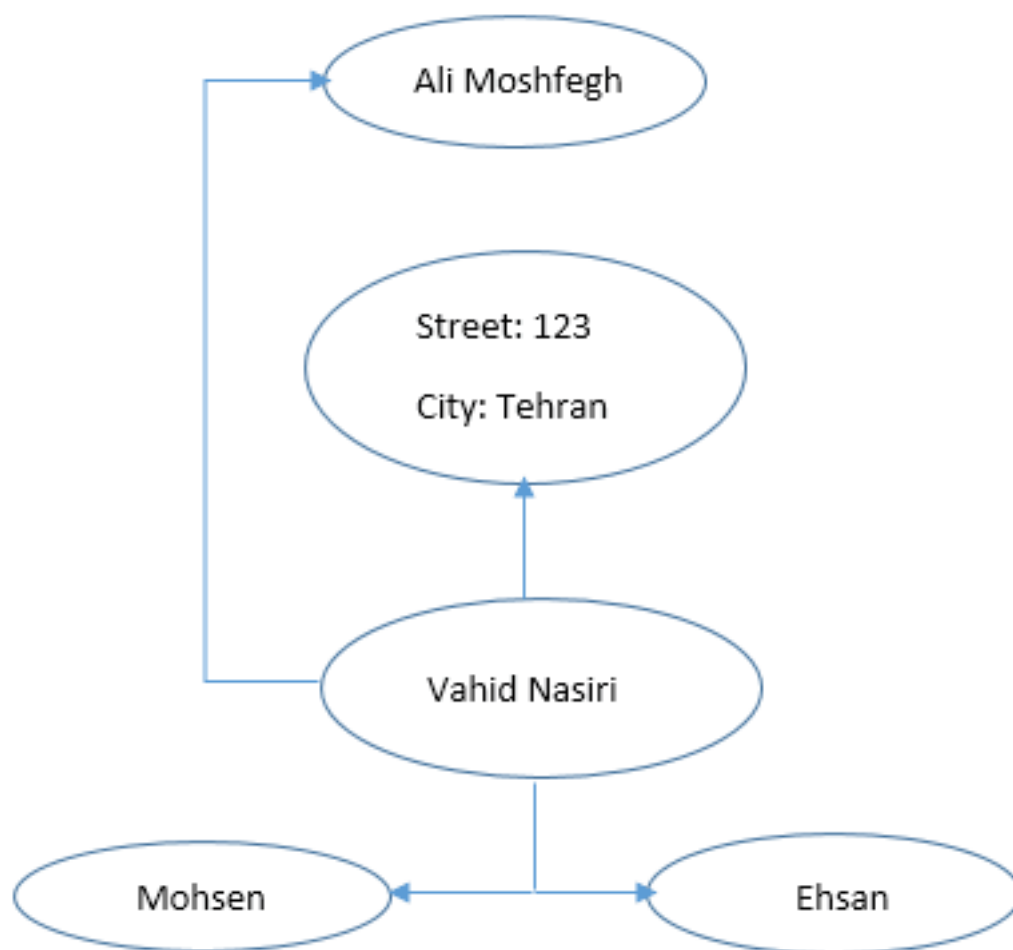 Ali Moshfegh
Street: 123
City: Tehran
Vahid Nasiri
Mohsen
Ehsan